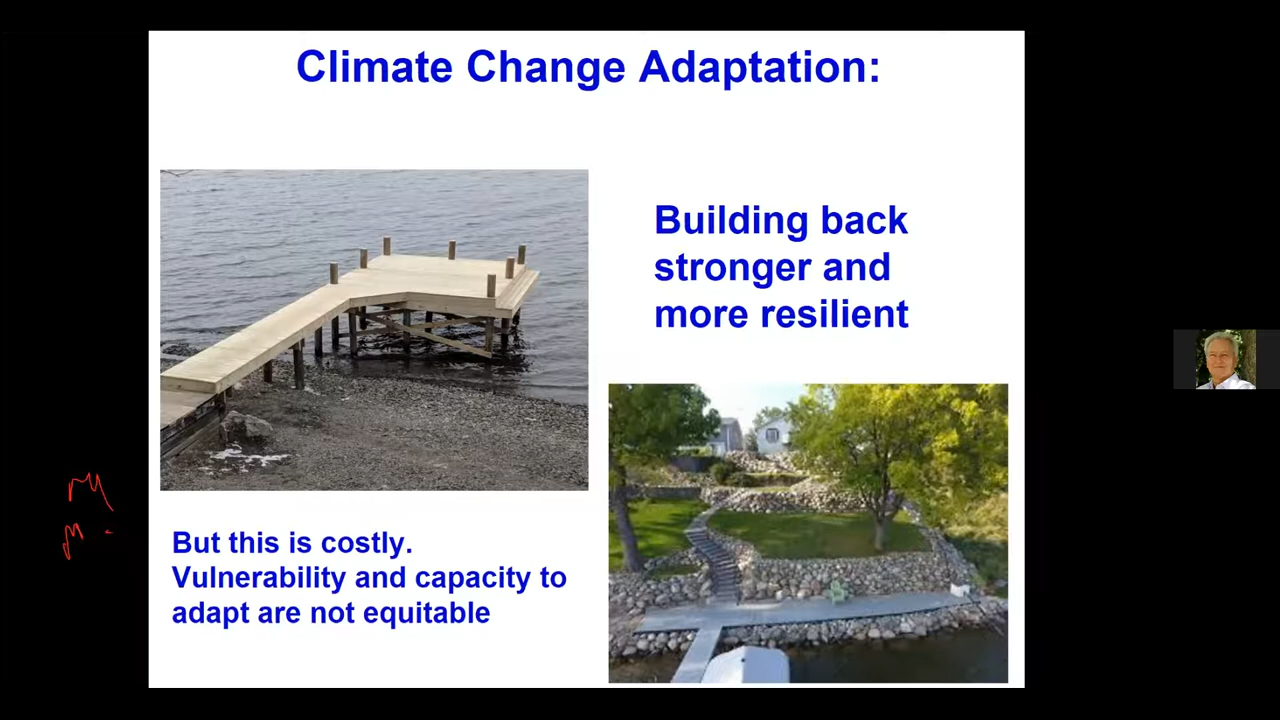 Climate Change Adaptation:
Building back
stronger and
more resilient
But this is costly.
Vulnerability and capacity to
adapt are not equitable